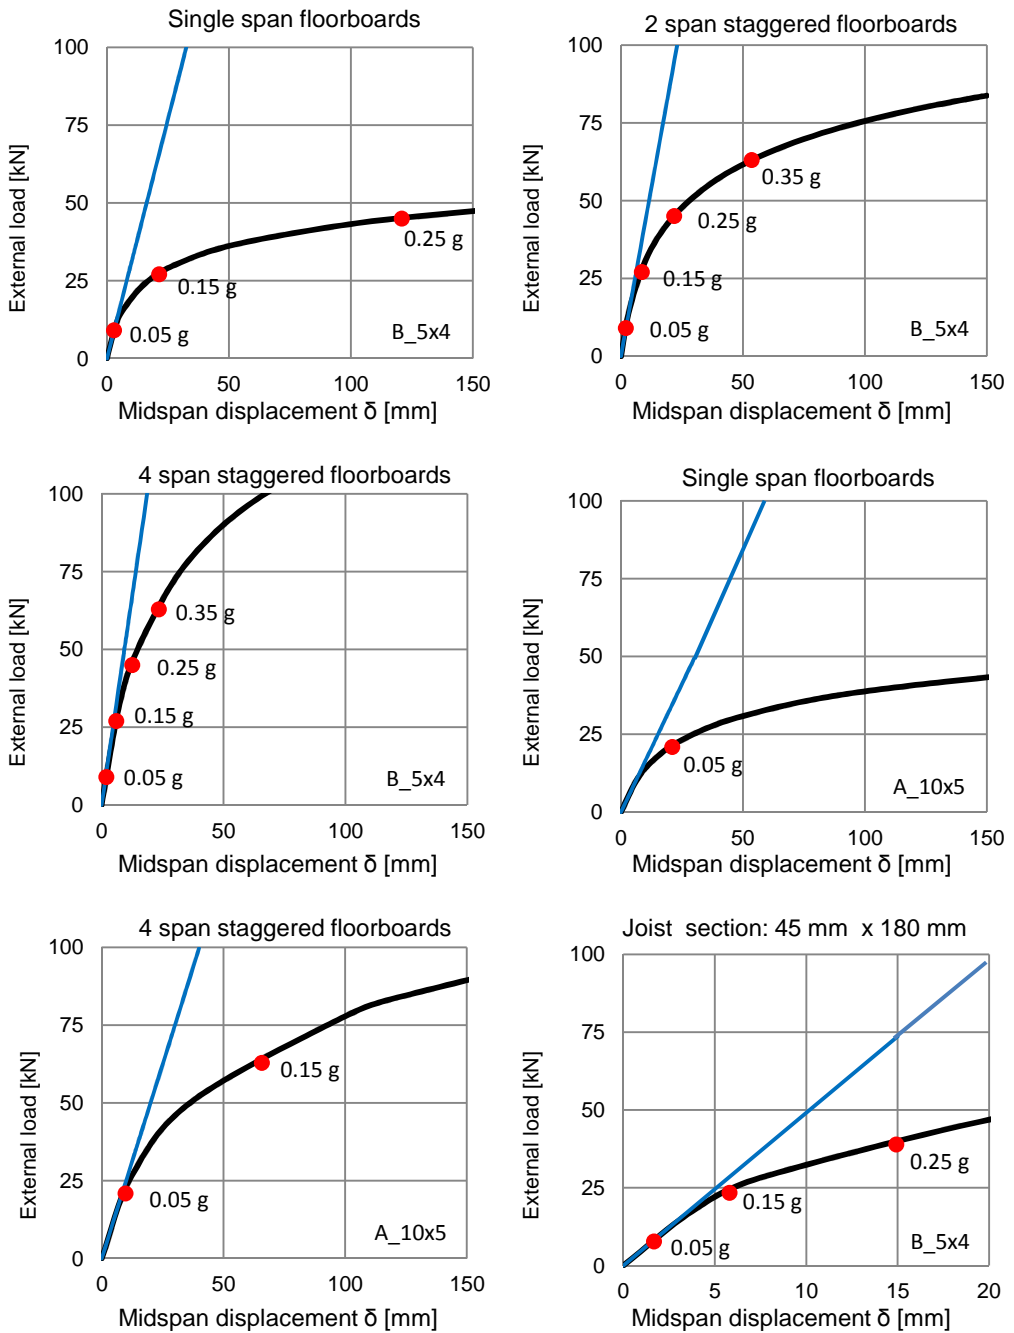 Single span floorboards
100
75
50
25
0
External load [kN]
0.05 g
0.15 g
0.25 g
B_5x4
0 50 100 150
Midspan displacement δ [mm]
2 span staggered floorboards
100
75
50
25
0
External load [kN]
0.35 g
0.25 g
0.15 g
0.05 g
B_5x4
0 50 100 150
Midspan displacement δ [mm]
4 span staggered floorboards
100
75
50
25
0
External load [kN]
0.35 g
0.25 g
0.15 g
0.05 g
B_5x4
0 50 100 150
Midspan displacement δ [mm]
Single span floorboards
100
75
50
25
0
External load [kN]
0.05 g
A_10x5
0 50 100 150
Midspan displacement δ [mm]
4 span staggered floorboards
100
75
50
25
0
External load [kN]
0.15 g
0.05 g
A_10x5
0 50 100 150
Midspan displacement δ [mm]
Joist section: 45 mm x 180 mm
100
75
50
25
0
External load [kN]
0.25 g
0.15 g
0.05 g
B_5x4
0 5 10 15 20
Midspan displacement δ [mm]